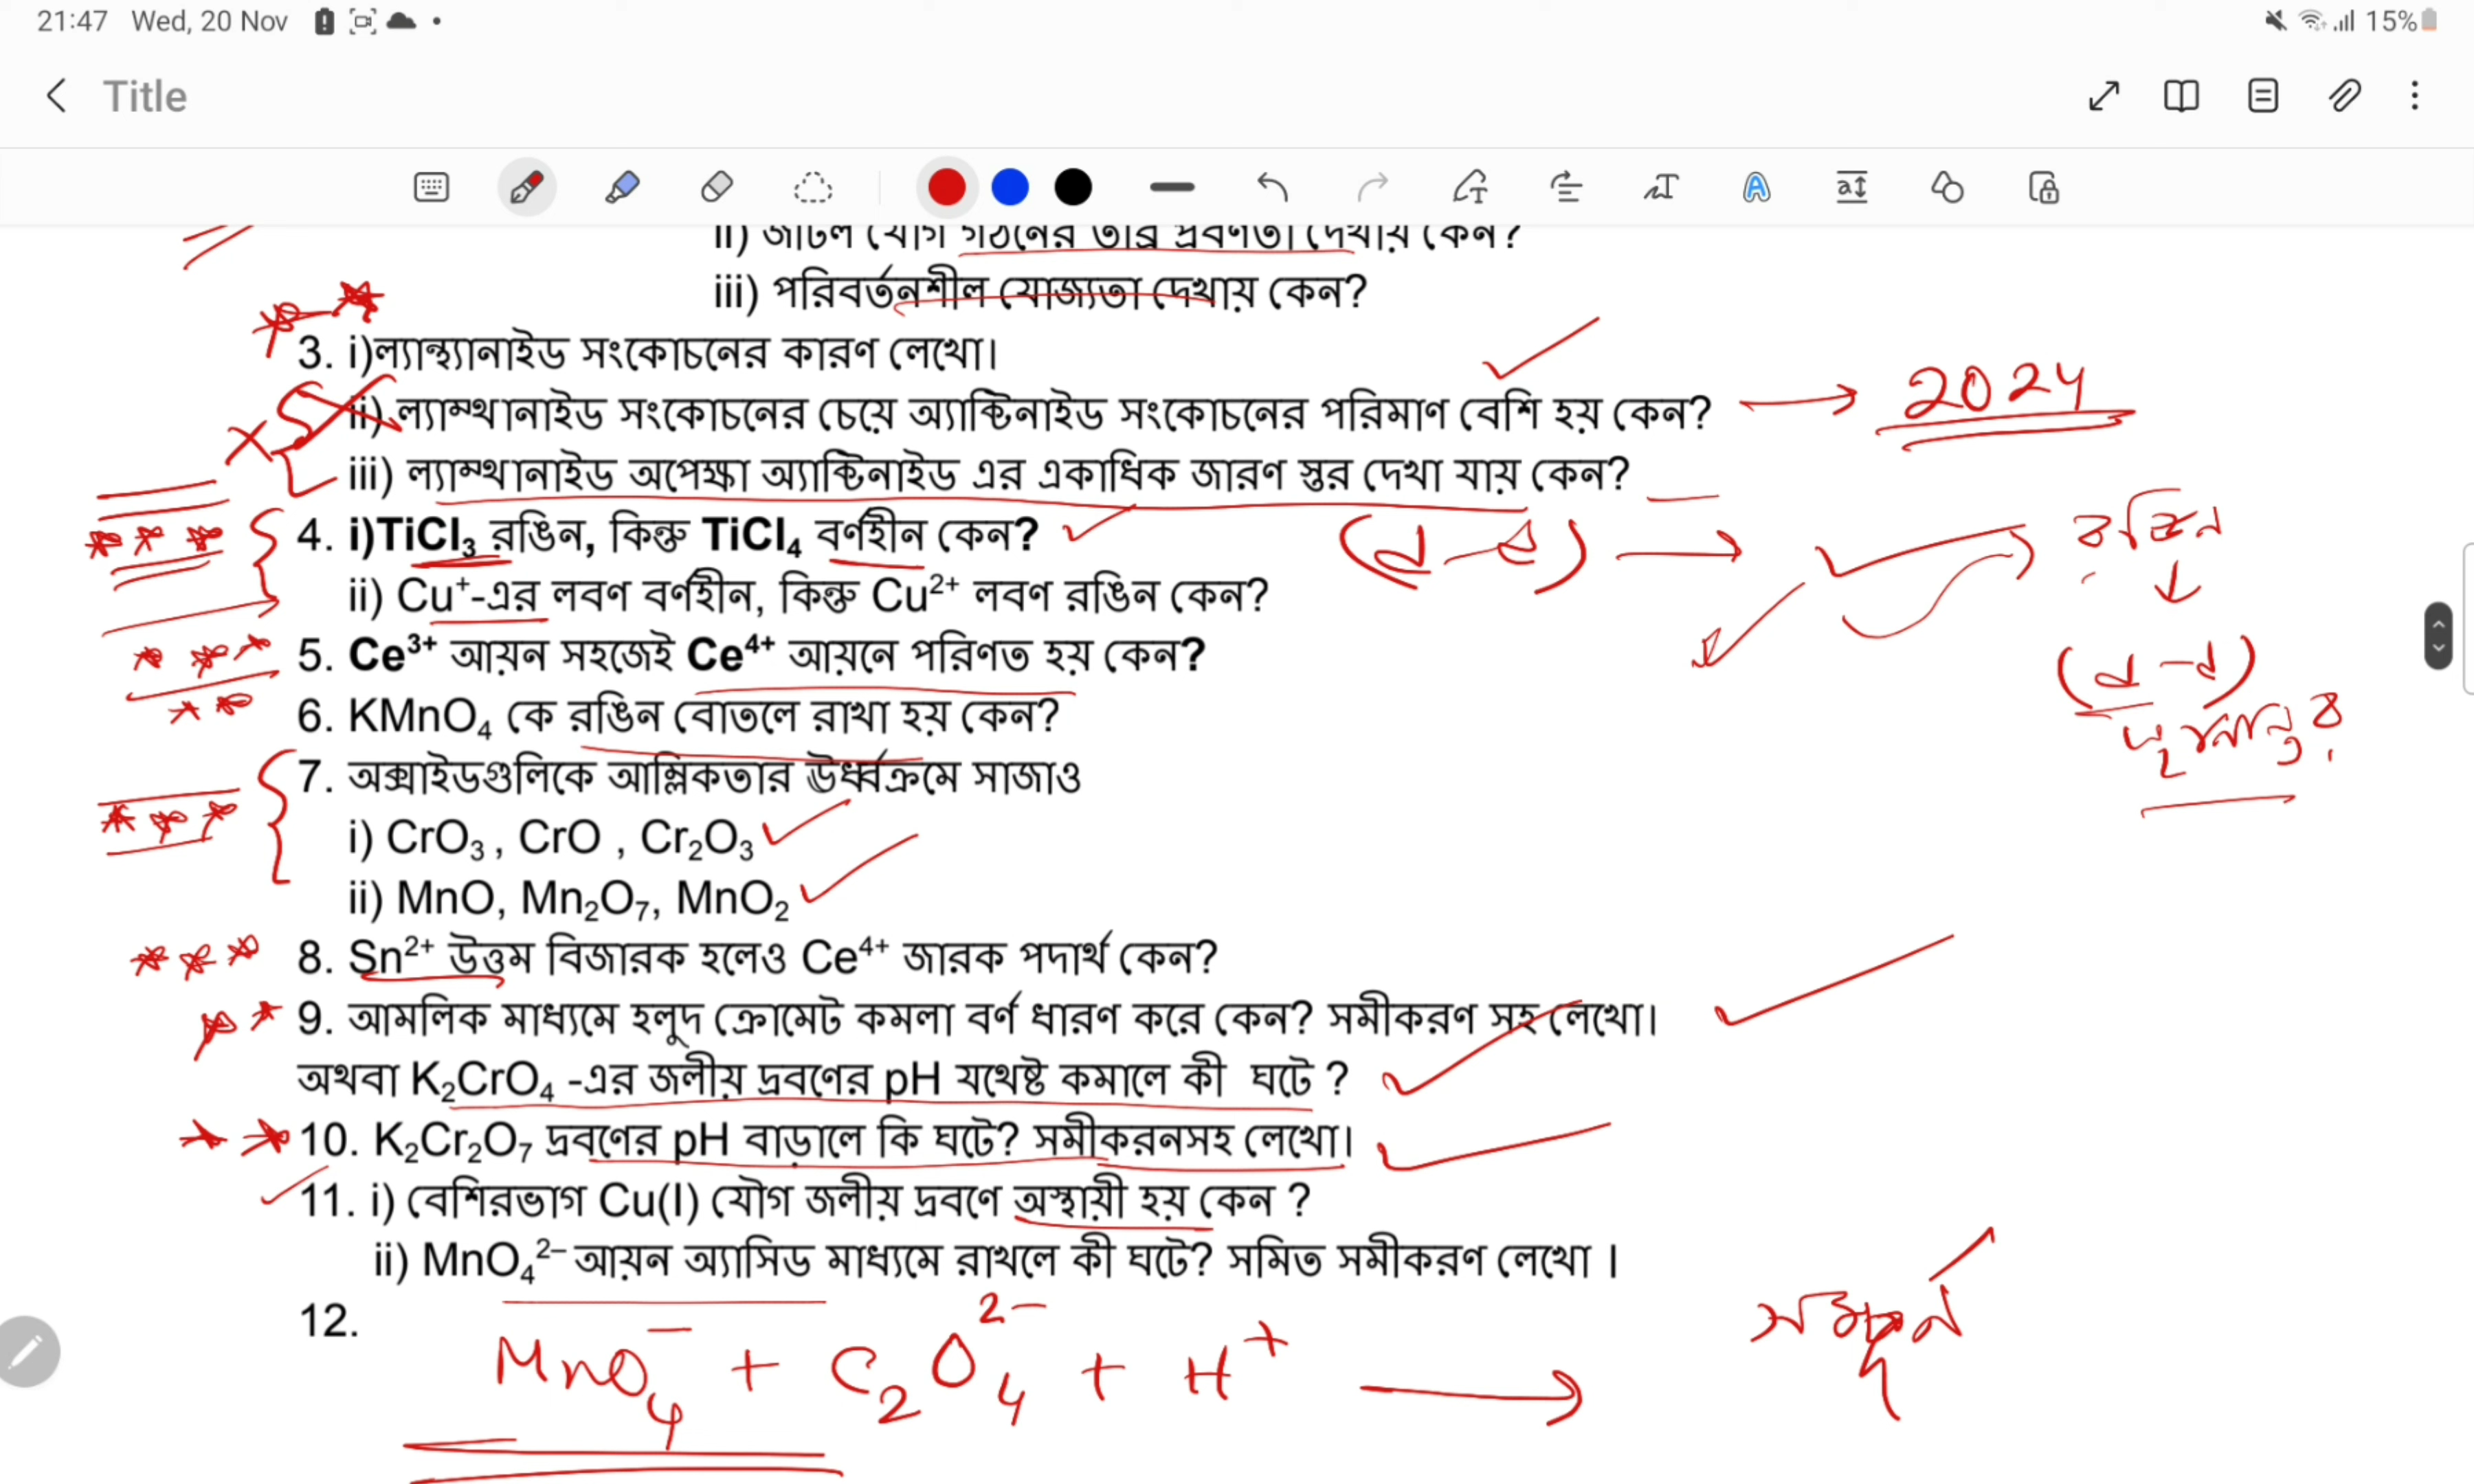 21:47 Wed, 20 Nov 15%
Title
ii) জটিল যৌগ গঠনের তীব্র প্রবণতা দেখায় কেন?
iii) পরিবর্তনশীল যোজ্যতা দেখায় কেন?
3. i)ল্যান্থ্যানাইড সংকোচনের কারণ লেখো।
ii) ল্যাম্থানাইড সংকোচনের চেয়ে অ্যাক্টিনাইড সংকোচনের পরিমাণ বেশি হয় কেন? → 2024
iii) ল্যাম্থানাইড অপেক্ষা অ্যাক্টিনাইড এর একাধিক জারণ স্তর দেখা যায় কেন?
4. i)TiCl₃ রঙিন, কিন্তু TiCl₄ বর্ণহীন কেন? (d-d) → রঙিন
ii) Cu⁺-এর লবণ বর্ণহীন, কিন্তু Cu²⁺ লবণ রঙিন কেন?
5. Ce³⁺ আয়ন সহজেই Ce⁴⁺ আয়নে পরিণত হয় কেন? (d-d)
6. KMnO₄ কে রঙিন বোতলে রাখা হয় কেন?
7. অক্সাইডগুলিকে আম্লিকতার ঊর্ধ্বক্রমে সাজাও
i) CrO₃ , CrO , Cr₂O₃
ii) MnO, Mn₂O₇, MnO₂
8. Sn²⁺ উত্তম বিজারক হলেও Ce⁴⁺ জারক পদার্থ কেন?
9. আমলিক মাধ্যমে হলুদ ক্রোমেট কমলা বর্ণ ধারণ করে কেন? সমীকরণ সহ লেখো।
অথবা K₂CrO₄ -এর জলীয় দ্রবণের pH যথেষ্ট কমালে কী ঘটে ?
10. K₂Cr₂O₇ দ্রবণের pH বাড়ালে কি ঘটে? সমীকরনসহ লেখো।
11. i) বেশিরভাগ Cu(I) যৌগ জলীয় দ্রবণে অস্থায়ী হয় কেন ?
ii) MnO₄²⁻ আয়ন অ্যাসিড মাধ্যমে রাখলে কী ঘটে? সমিত সমীকরণ লেখো ।
12.
MnO₄⁻ + C₂O₄²⁻ + H⁺ →